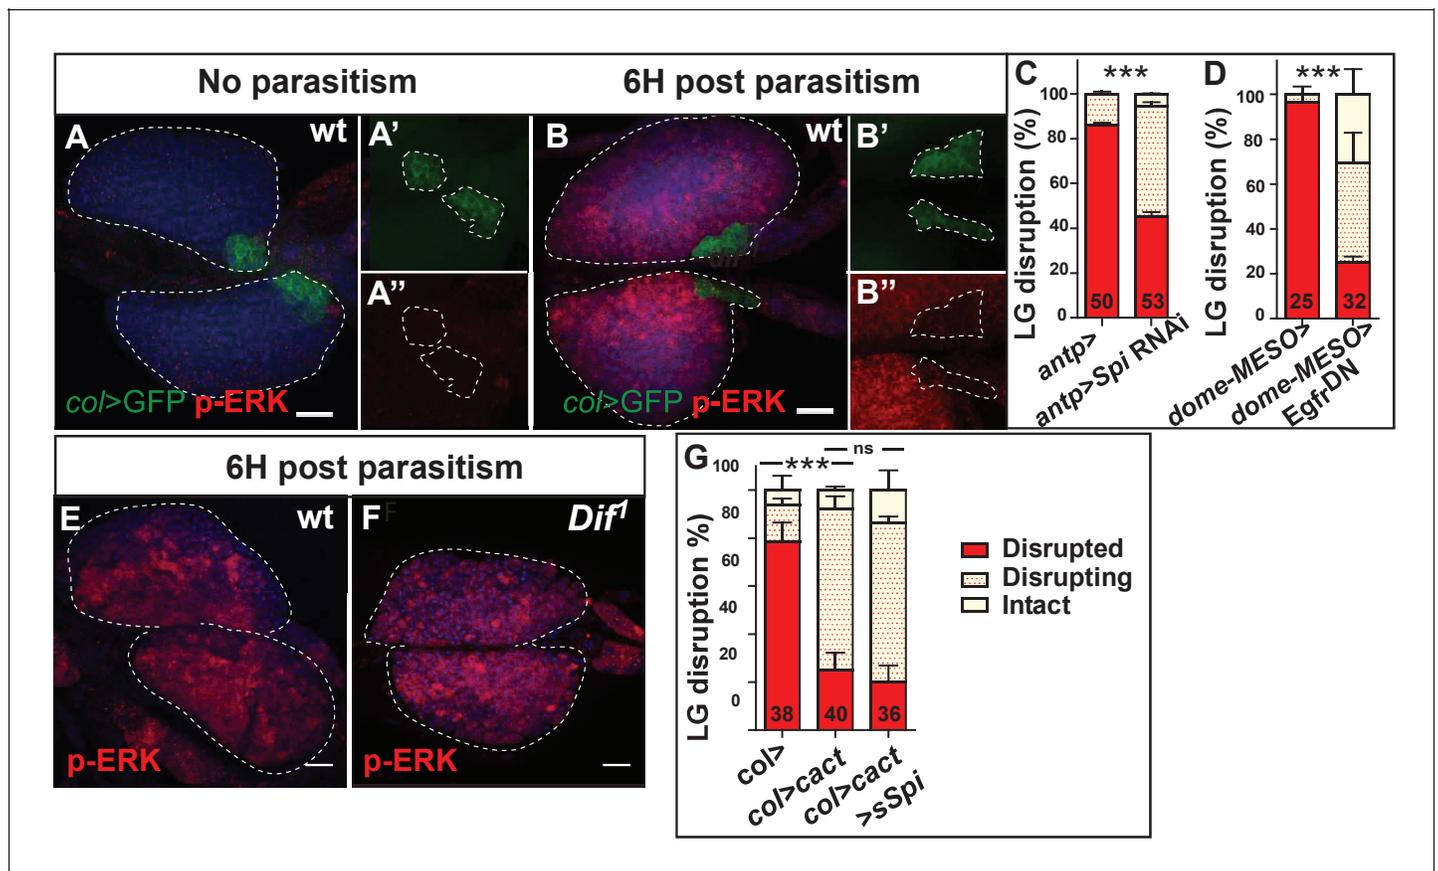 No parasitism
6H post parasitism
A
wt
A’
B
wt
B’
A”
B”
col>GFP p-ERK
col>GFP p-ERK
dif
C
***
LG disruption (%)
100
80
60
40
20
0
50
53
antp>
antp>Spi RNAi
D
***
LG disruption (%)
100
80
60
40
20
0
25
32
dome-MESO>
dome-MESO>
EgfrDN
6H post parasitism
E
wt
p-ERK
F
F
Dif1
p-ERK
G
***
ns
LG disruption %)
100
80
60
40
20
0
38
40
36
col>
col>cact
col>cact
>sSpi
Disrupted
Disrupting
Intact